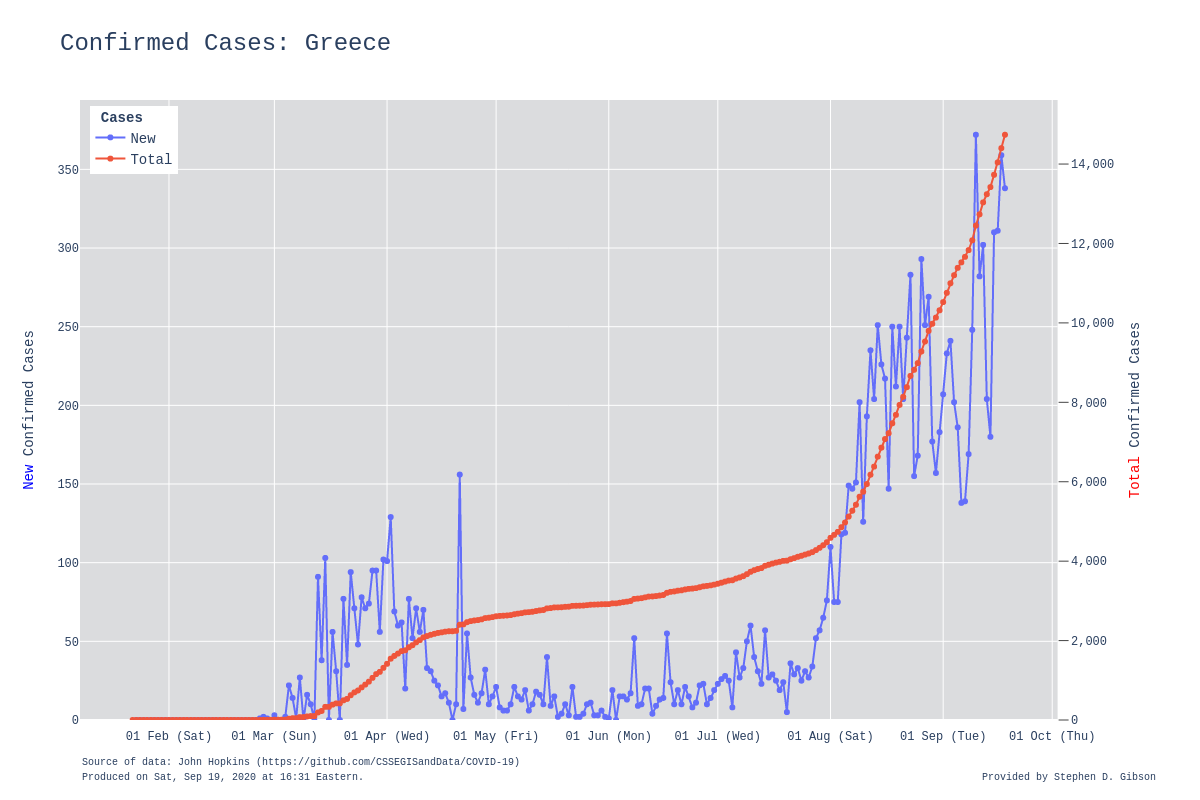 Confirmed Cases: Greece
Cases
New
Total
350
300
250
200
150
100
50
0
14,000
12,000
10,000
8,000
6,000
4,000
2,000
0
New Confirmed Cases
Total Confirmed Cases
01 Feb (Sat)
01 Mar (Sun)
01 Apr (Wed)
01 May (Fri)
01 Jun (Mon)
01 Jul (Wed)
01 Aug (Sat)
01 Sep (Tue)
01 Oct (Thu)
Source of data: John Hopkins (https://github.com/CSSEGISandData/COVID-19)
Produced on Sat, Sep 19, 2020 at 16:31 Eastern.
Provided by Stephen D. Gibson